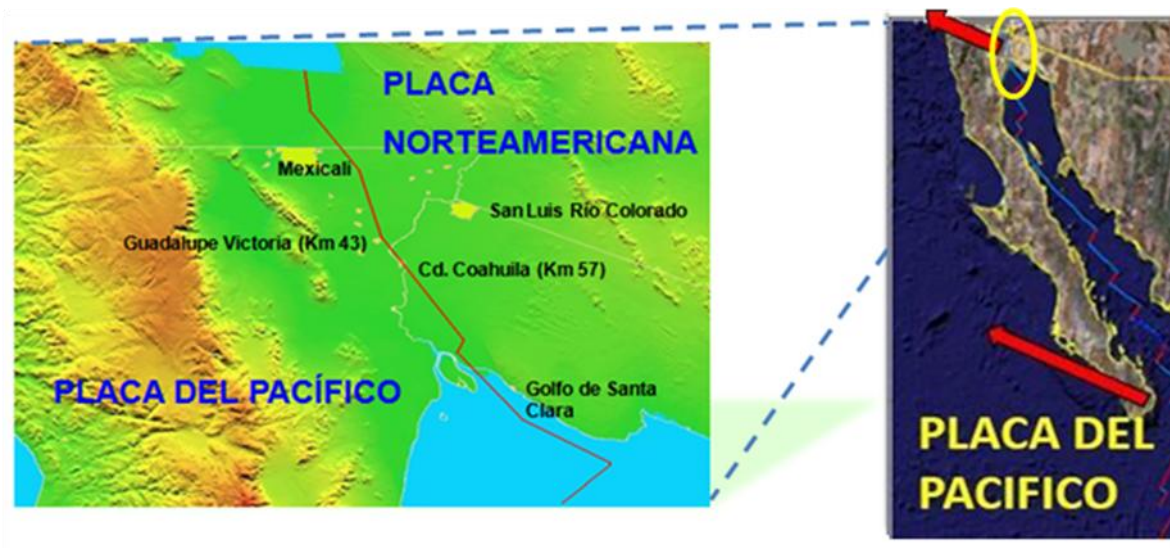 PLACA
NORTEAMERICANA
Mexicali
San Luis Río Colorado
Guadalupe Victoria (Km 43)
Cd. Coahuila (Km 57)
PLACA DEL PACÍFICO
Golfo de Santa
Clara
PLACA DEL
PACIFICO